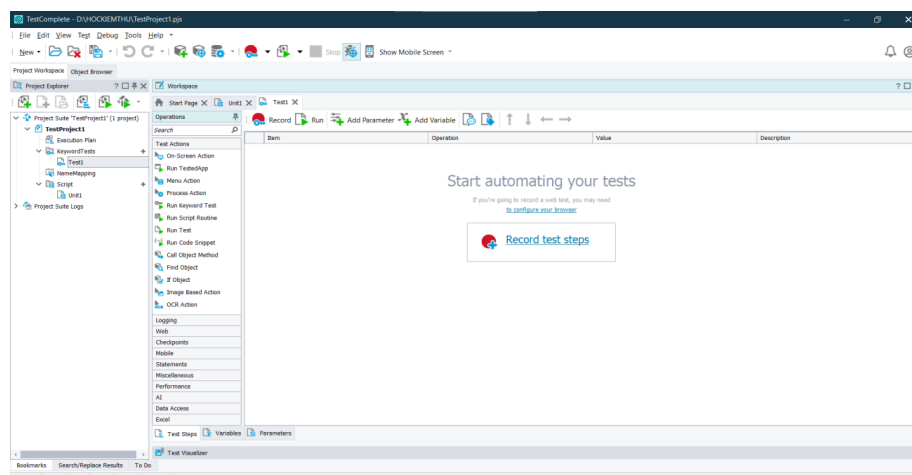 TestComplete - D:\HOCKIEMTHU\TestProject1.pjs
File Edit View Test Debug Tools Help
New
Stop
Show Mobile Screen
Project Workspace
Object Browser
Project Explorer
Workspace
Start Page
Unit1
Test1
Project Suite 'TestProject1' (1 project)
TestProject1
Execution Plan
KeywordTests
Test1
NameMapping
Script
Unit1
Project Suite Logs
Operations
Search
Test Actions
On-Screen Action
Run TestedApp
Menu Action
Process Action
Run Keyword Test
Run Script Routine
Run Test
Run Code Snippet
Call Object Method
Find Object
If Object
Image Based Action
OCR Action
Logging
Web
Checkpoints
Mobile
Statements
Miscellaneous
Performance
AI
Data Access
Excel
Record Run Add Parameter Add Variable
Item Operation Value Description
Start automating your tests
If you're going to record a web test, you may need
to configure your browser
Record test steps
Test Steps Variables Parameters
Test Visualizer
Bookmarks Search/Replace Results To Do